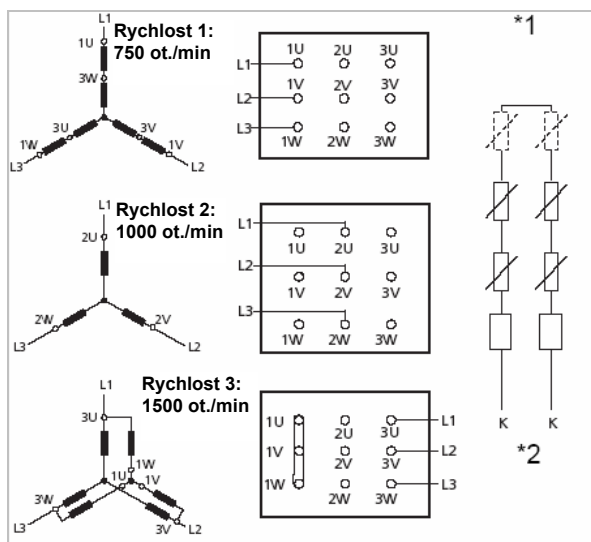 L1
Rychlost 1:
750 ot./min
1U
3W
3U
3V
1W
1V
L3
L2
1U 2U 3U
L1
1V 2V 3V
L2
L3
1W 2W 3W
*1
L1
Rychlost 2:
1000 ot./min
2U
2W
2V
L3
L2
L1
1U 2U 3U
L2
1V 2V 3V
L3
1W 2W 3W
L1
Rychlost 3:
1500 ot./min
3U
1W
1U
1V
3W
L3
3V
L2
1U
2U 3U
L1
1V
2V 3V
L2
1W
2W 3W
L3
K K
*2